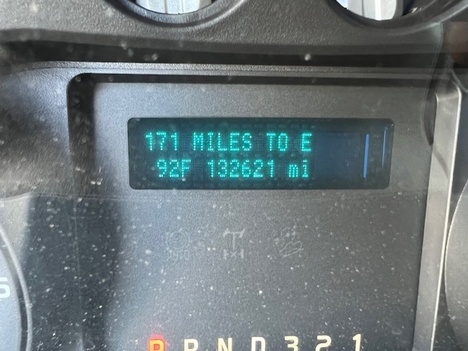 171 MILES TO E
92F 132621 mi
P R N D 3 2 1